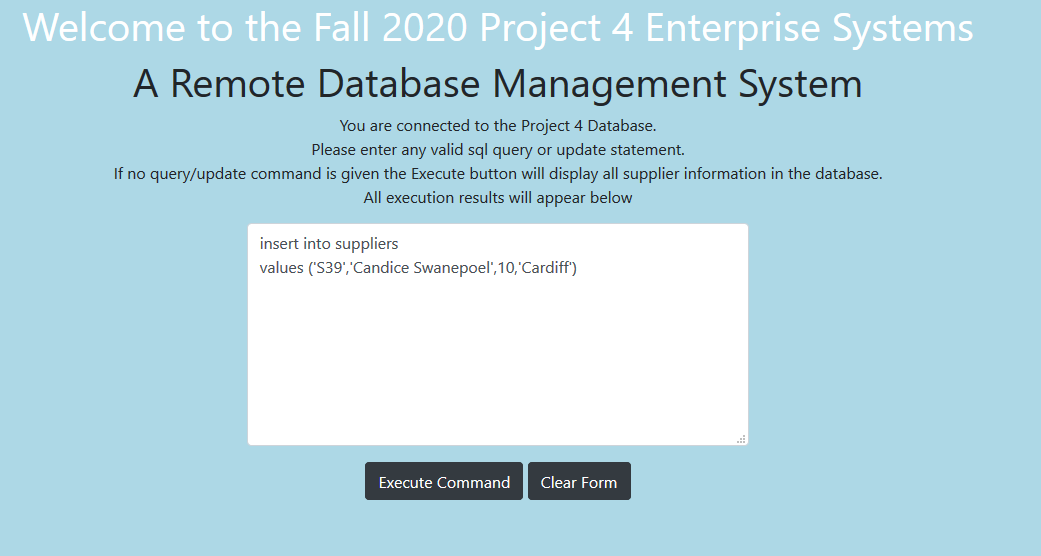 Welcome to the Fall 2020 Project 4 Enterprise Systems
A Remote Database Management System
You are connected to the Project 4 Database.
Please enter any valid sql query or update statement.
If no query/update command is given the Execute button will display all supplier information in the database.
All execution results will appear below
insert into suppliers
values ('S39','Candice Swanepoel',10,'Cardiff')
Execute Command
Clear Form